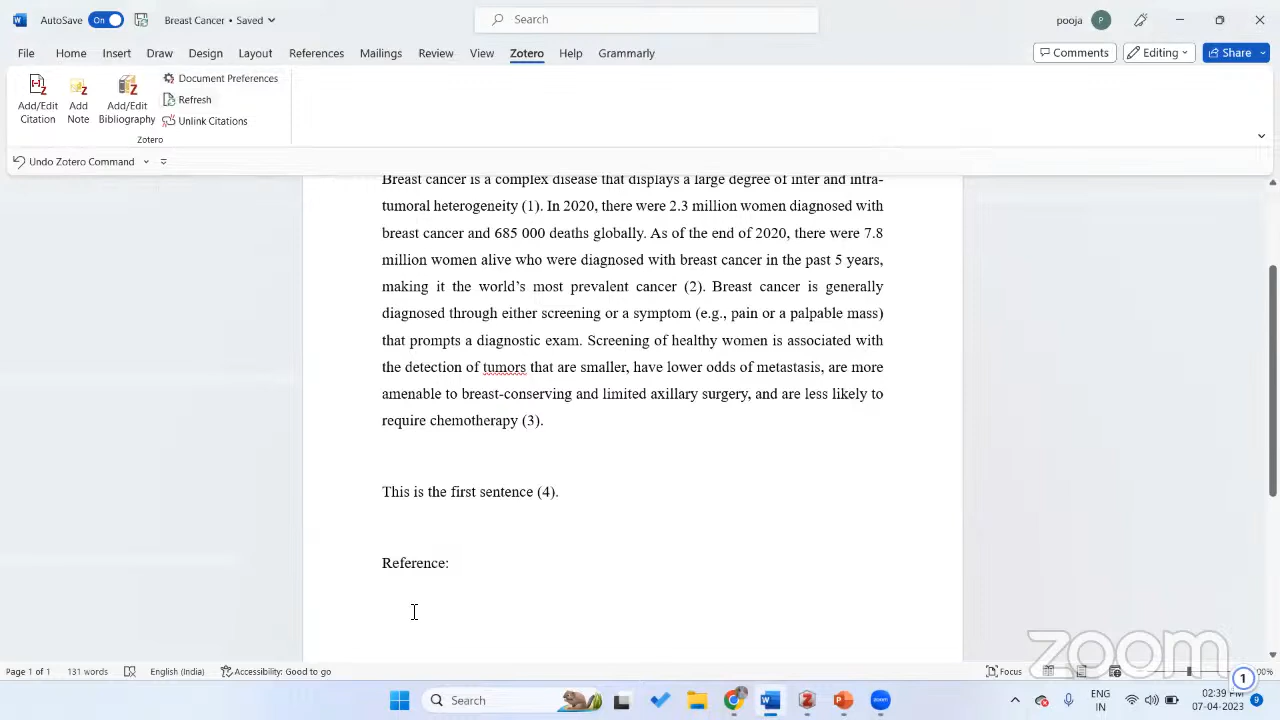 AutoSave On Breast Cancer • Saved Search pooja P
File Home Insert Draw Design Layout References Mailings Review View Zotero Help Grammarly Comments Editing Share
Add/Edit Citation
Add Note
Add/Edit Bibliography
Document Preferences
Refresh
Unlink Citations
Zotero
Undo Zotero Command
Breast cancer is a complex disease that displays a large degree of inter and intra-
tumoral heterogeneity (1). In 2020, there were 2.3 million women diagnosed with
breast cancer and 685 000 deaths globally. As of the end of 2020, there were 7.8
million women alive who were diagnosed with breast cancer in the past 5 years,
making it the world’s most prevalent cancer (2). Breast cancer is generally
diagnosed through either screening or a symptom (e.g., pain or a palpable mass)
that prompts a diagnostic exam. Screening of healthy women is associated with
the detection of tumors that are smaller, have lower odds of metastasis, are more
amenable to breast-conserving and limited axillary surgery, and are less likely to
require chemotherapy (3).
This is the first sentence (4).
Reference:
zoom
Page 1 of 1 131 words English (India) Accessibility: Good to go Focus
1
Search
ENG
IN
02:39
07-04-2023
9